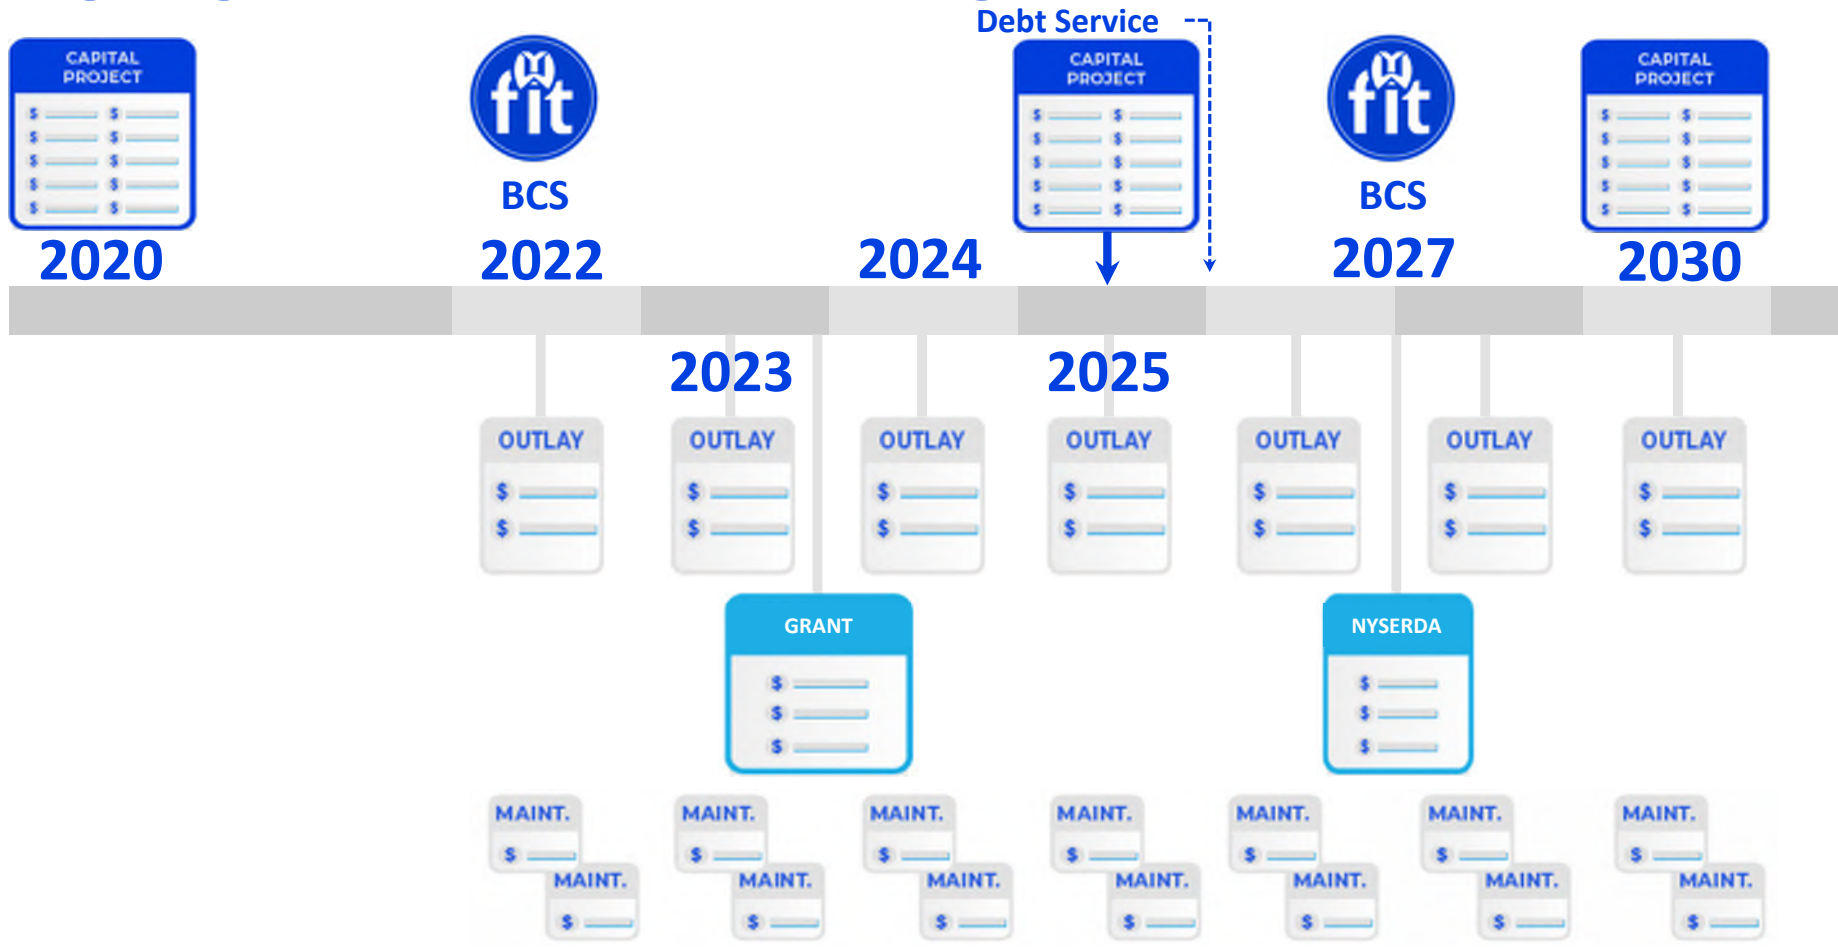 Debt Service
CAPITAL
PROJECT
$ $
$ $
$ $
$ $
$ $
fit
BCS
CAPITAL
PROJECT
$ $
$ $
$ $
$ $
$ $
fit
BCS
CAPITAL
PROJECT
$ $
$ $
$ $
$ $
$ $
2020
2022
2024
2027
2030
2023
2025
OUTLAY
$
$
OUTLAY
$
$
OUTLAY
$
$
OUTLAY
$
$
OUTLAY
$
$
OUTLAY
$
$
OUTLAY
$
$
GRANT
$
$
$
NYSERDA
$
$
$
MAINT.
$
MAINT.
$
MAINT.
$
MAINT.
$
MAINT.
$
MAINT.
$
MAINT.
$
MAINT.
$
MAINT.
$
MAINT.
$
MAINT.
$
MAINT.
$
MAINT.
$
MAINT.
$